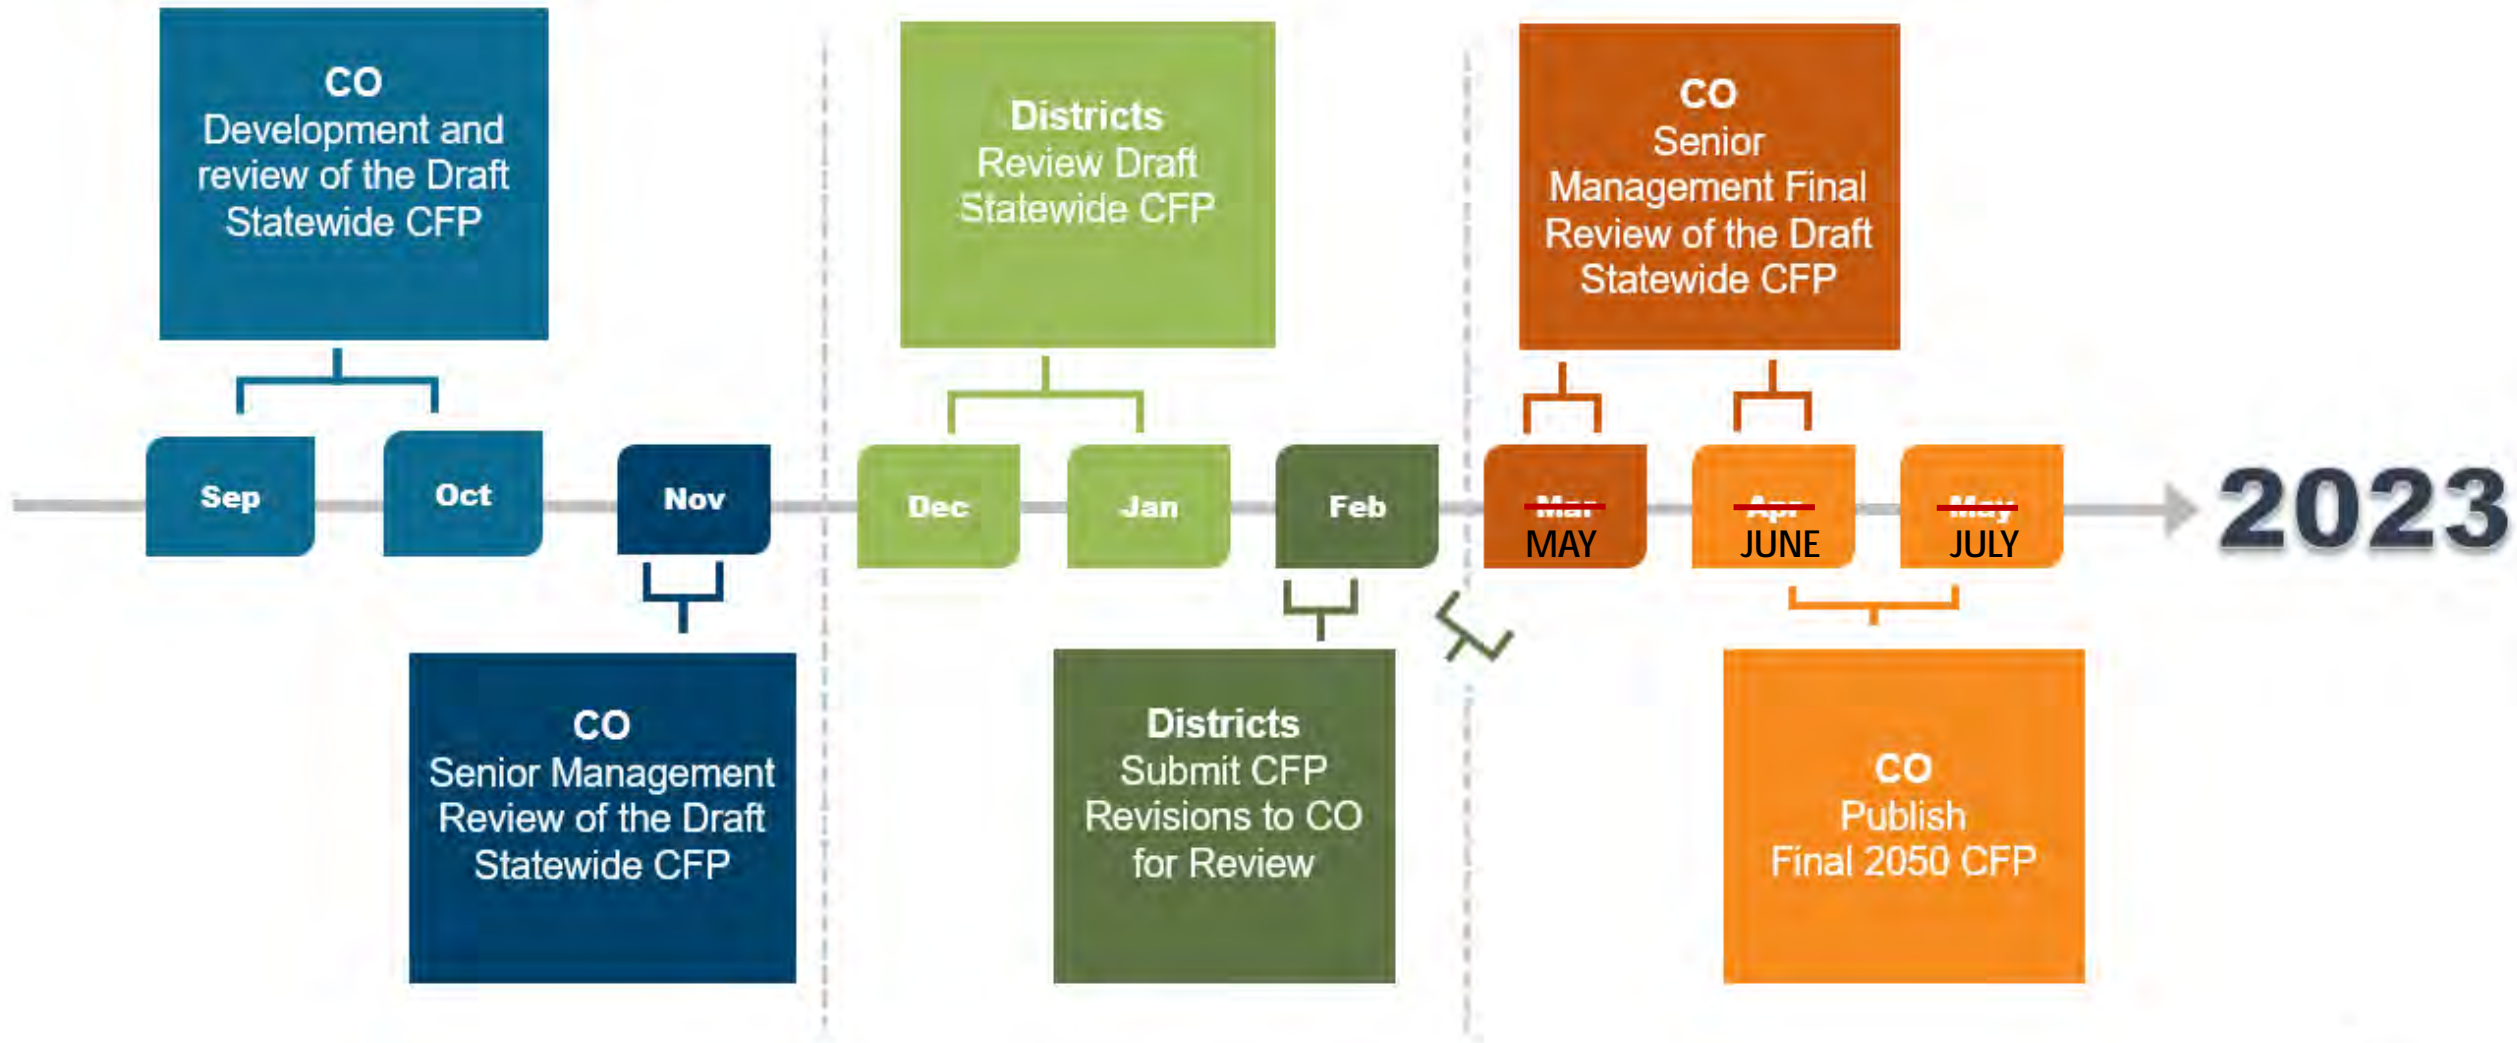 CO
Development and
review of the Draft
Statewide CFP
Districts
Review Draft
Statewide CFP
CO
Senior
Management Final
Review of the Draft
Statewide CFP
Sep
Oct
Nov
Dec
Jan
Feb
Mar
MAY
Apr
JUNE
May
JULY
2023
CO
Senior Management
Review of the Draft
Statewide CFP
Districts
Submit CFP
Revisions to CO
for Review
CO
Publish
Final 2050 CFP